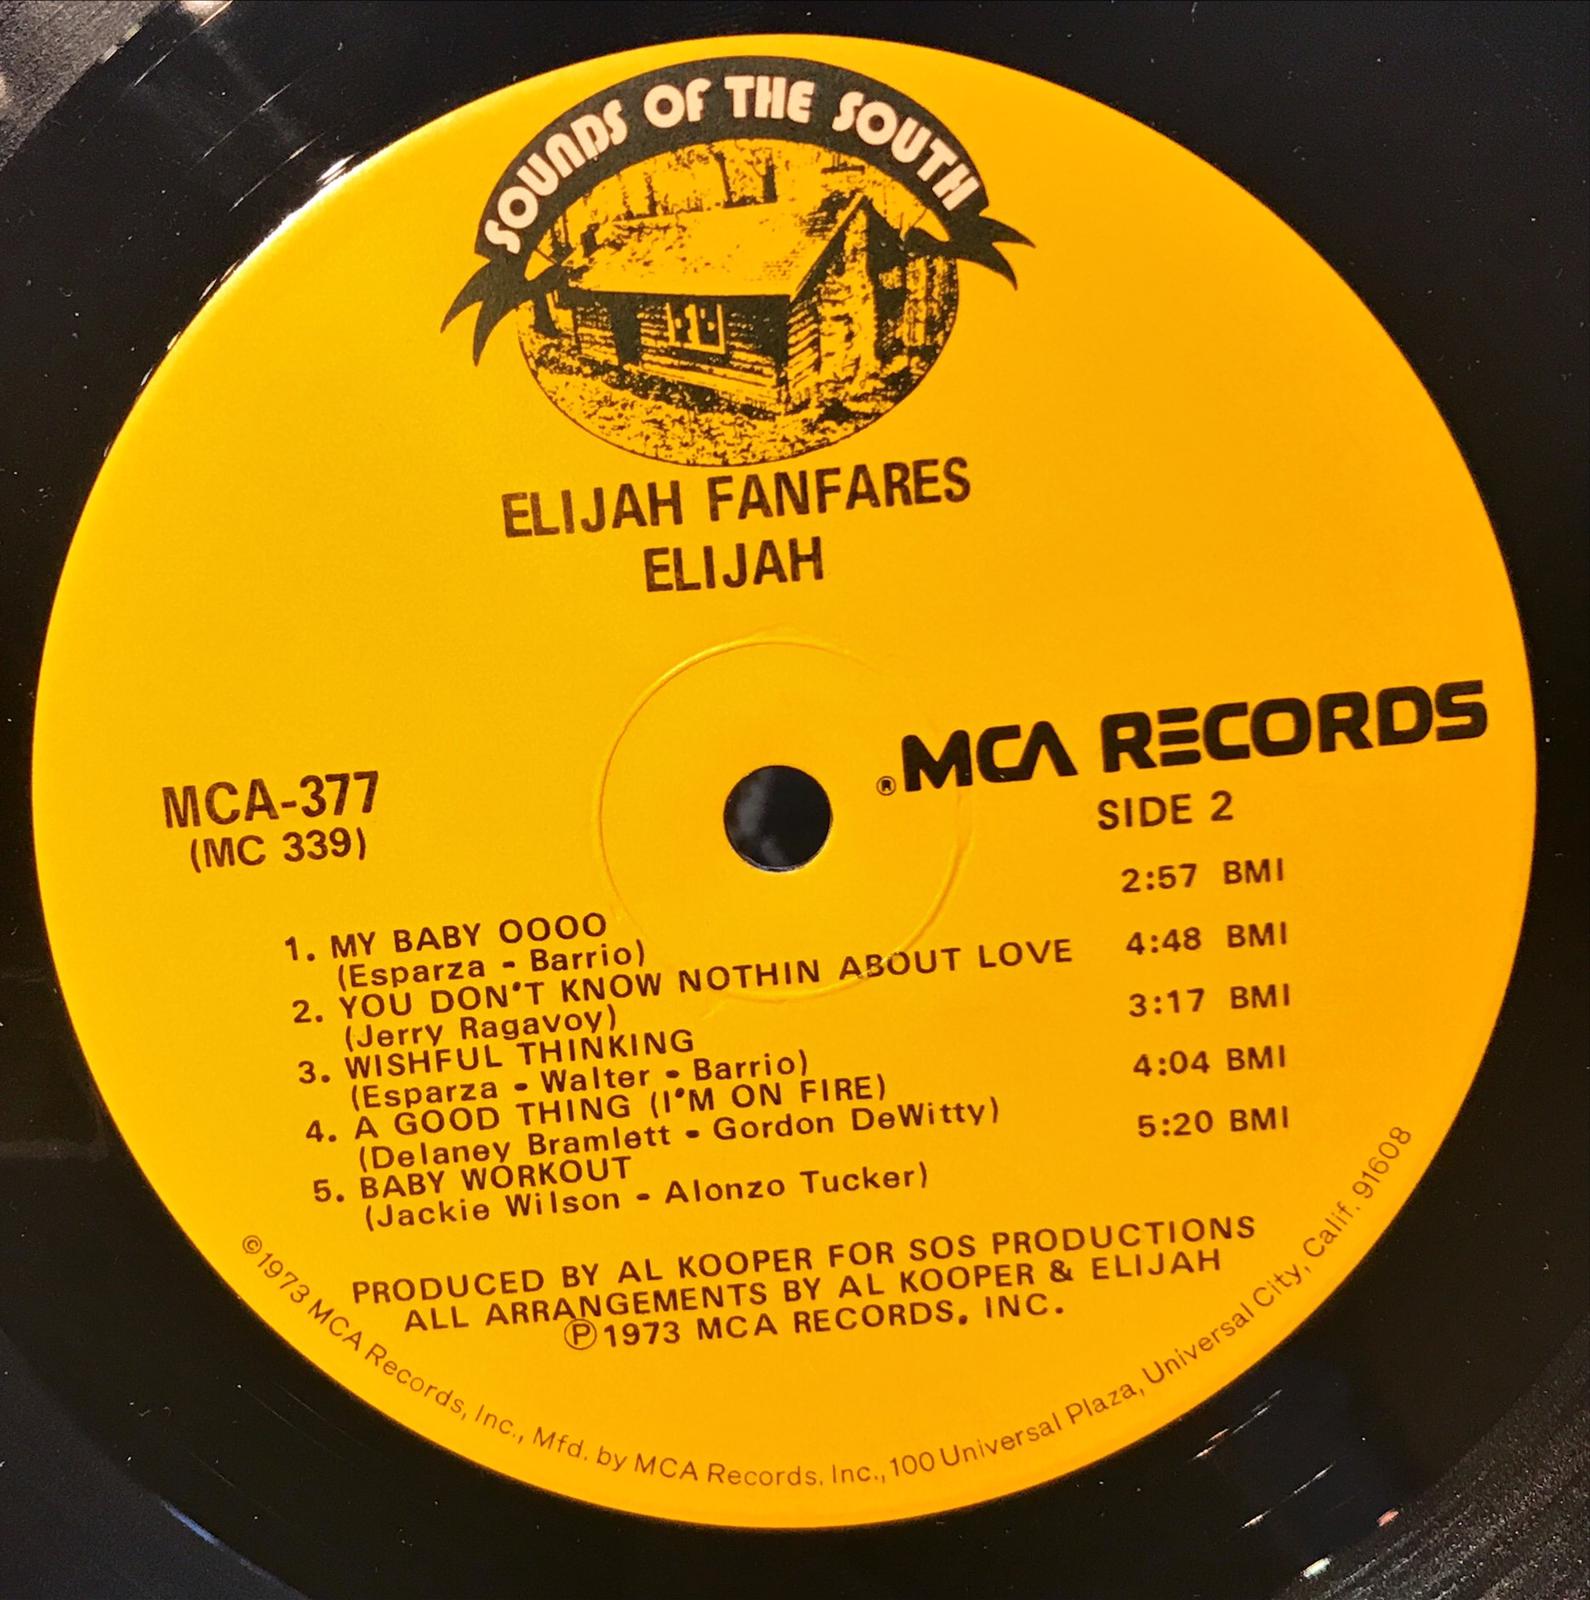 SOUNDS OF THE SOUTH
ELIJAH FANFARES
ELIJAH
® MCA RECORDS
MCA-377
(MC 339)
SIDE 2
1. MY BABY OOOO 2:57 BMI
(Esparza - Barrio)
2. YOU DON'T KNOW NOTHIN ABOUT LOVE 4:48 BMI
(Jerry Ragavoy)
3. WISHFUL THINKING 3:17 BMI
(Esparza - Walter - Barrio)
4. A GOOD THING (I'M ON FIRE) 4:04 BMI
(Delaney Bramlett - Gordon DeWitty)
5. BABY WORKOUT 5:20 BMI
(Jackie Wilson - Alonzo Tucker)
PRODUCED BY AL KOOPER FOR SOS PRODUCTIONS
ALL ARRANGEMENTS BY AL KOOPER & ELIJAH
℗1973 MCA RECORDS, INC.
©1973 MCA Records, Inc., Mfd. by MCA Records, Inc., 100 Universal Plaza, Universal City, Calif. 91608